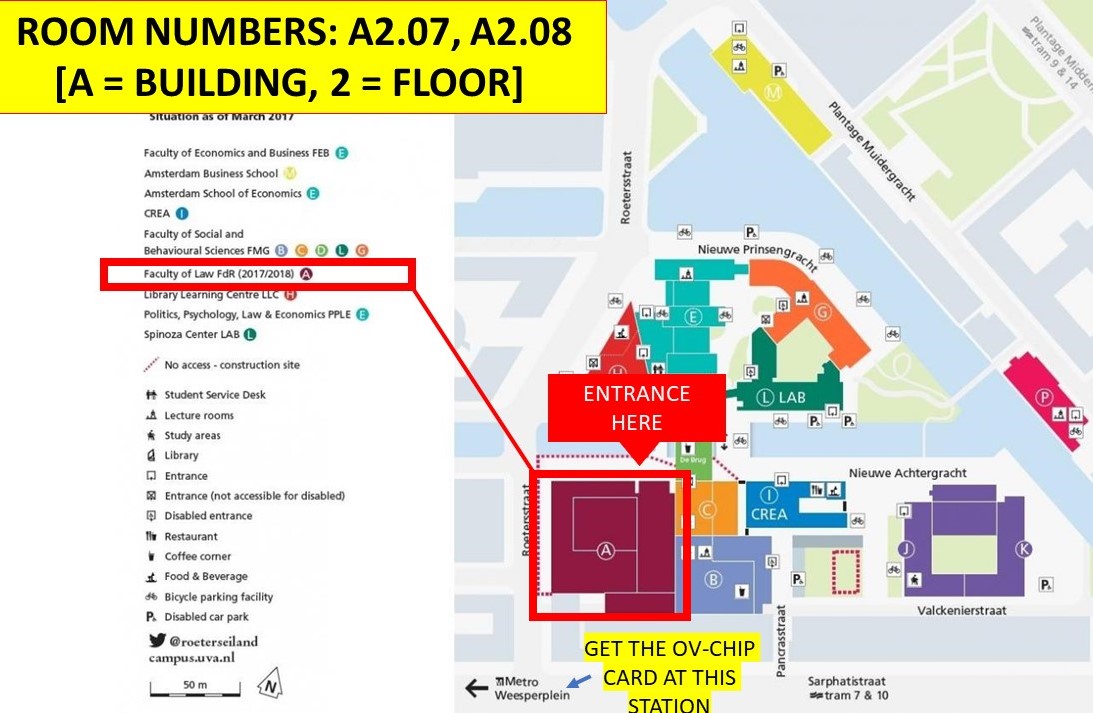 ROOM NUMBERS: A2.07, A2.08
[A = BUILDING, 2 = FLOOR]
Situation as of March 2017
Faculty of Economics and Business FEB E
Amsterdam Business School M
Amsterdam School of Economics E
CREA I
Faculty of Social and
Behavioural Sciences FMG B C D L G
Faculty of Law FdR (2017/2018) A
Library Learning Centre LLC H
Politics, Psychology, Law & Economics PPLE E
Spinoza Center LAB L
No access - construction site
Student Service Desk
Lecture rooms
Study areas
Library
Entrance
Entrance (not accessible for disabled)
Disabled entrance
Restaurant
Coffee corner
Food & Beverage
Bicycle parking facility
P Disabled car park
@roeterseiland
campus.uva.nl
50 m
N
Plantage Midden
tram 9 & 14
P
M
Plantage Muidergracht
Roetersstraat
P
Nieuwe Prinsengracht
E
G
H
L LAB
P
P
P
ENTRANCE
HERE
De Brug
Nieuwe Achtergracht
Roetersstraat
A
C
I
CREA
B
J
K
P
P
Valckenierstraat
Pancrasstraat
GET THE OV-CHIP
CARD AT THIS
STATION
Metro
Weesperplein
Sarphatistraat
tram 7 & 10